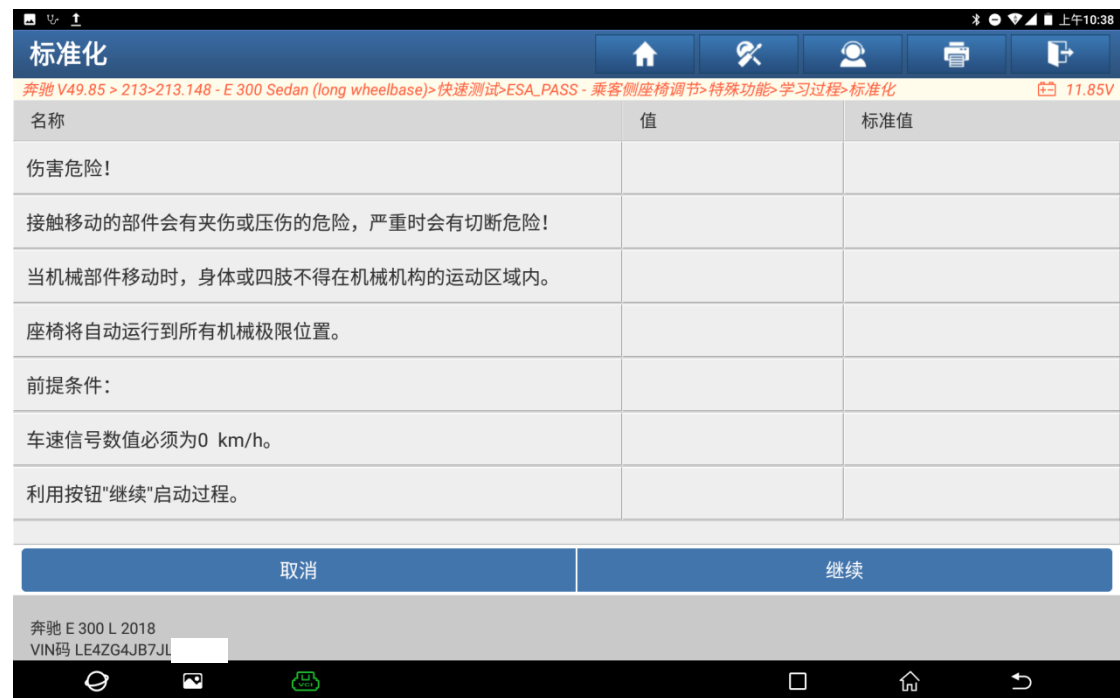 上午10:38
标准化
奔驰 V49.85 > 213>213.148 - E 300 Sedan (long wheelbase)>快速测试>ESA_PASS - 乘客侧座椅调节>特殊功能>学习过程>标准化 11.85V
名称 值 标准值
伤害危险!
接触移动的部件会有夹伤或压伤的危险，严重时会有切断危险!
当机械部件移动时，身体或四肢不得在机械机构的运动区域内。
座椅将自动运行到所有机械极限位置。
前提条件：
车速信号数值必须为0 km/h。
利用按钮"继续"启动过程。
取消 继续
奔驰 E 300 L 2018
VIN码 LE4ZG4JB7JL
VCI